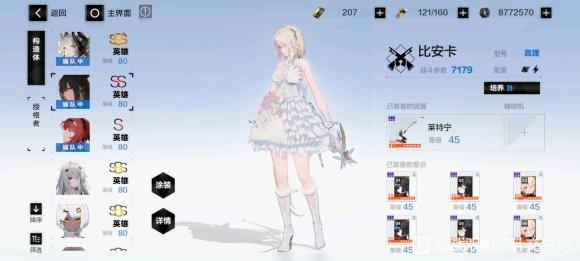 返回
主界面
207
121/160
8772570
构造体
授格者
编队中
英雄
等级 80
编队中
英雄
等级 80
编队中
英雄
等级 80
英雄
等级 80
英雄
等级 80
降序
筛选
涂装
详情
比安卡
型号
真理
战斗参数 7179
能量
培养
已装备的武器
辅助机
莱特宁
等级 45
已装备的意识
等级 45
等级 45
等级 45
等级 45
等级 45
等级 45